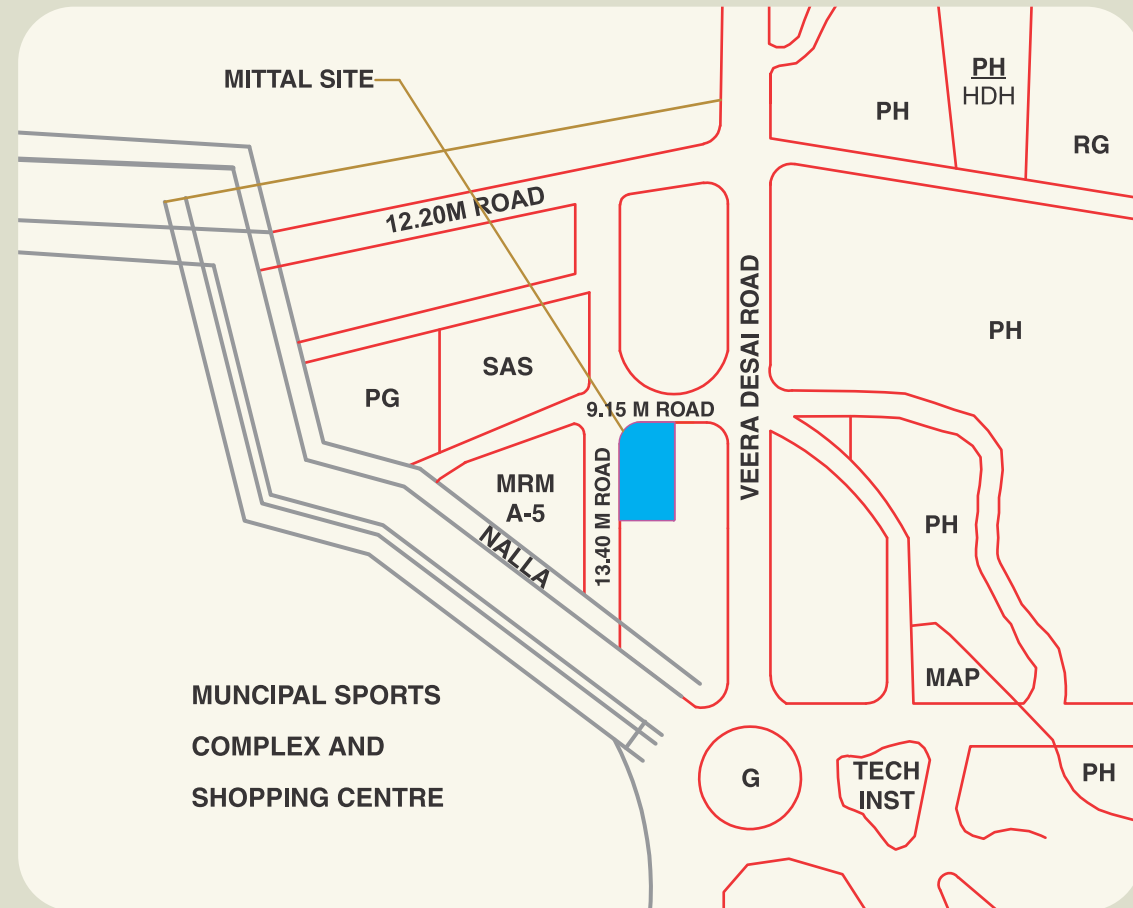 MITTAL SITE
PH
HDH
PH
RG
12.20M ROAD
VEERA DESAI ROAD
PH
SAS
PG
9.15 M ROAD
13.40 M ROAD
MRM
A-5
PH
NALLA
MAP
MUNCIPAL SPORTS
COMPLEX AND
SHOPPING CENTRE
G
TECH
INST
PH